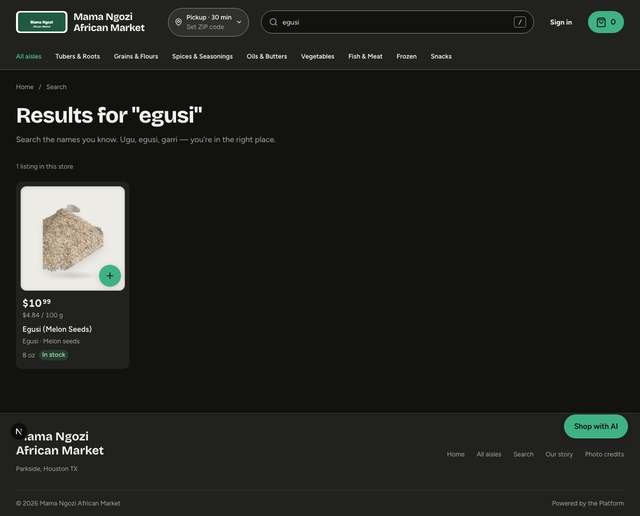 Mama Ngozi
African Market
Mama Ngozi
African Market
Pickup · 30 min
Set ZIP code
egusi
/
Sign in
0
All aisles
Tubers & Roots
Grains & Flours
Spices & Seasonings
Oils & Butters
Vegetables
Fish & Meat
Frozen
Snacks
Home / Search
Results for "egusi"
Search the names you know. Ugu, egusi, garri — you're in the right place.
1 listing in this store
+
$10 99
$4.84 / 100 g
Egusi (Melon Seeds)
Egusi · Melon seeds
8 oz In stock
Shop with AI
N
Mama Ngozi
African Market
Parkside, Houston TX
Home
All aisles
Search
Our story
Photo credits
© 2026 Mama Ngozi African Market
Powered by the Platform